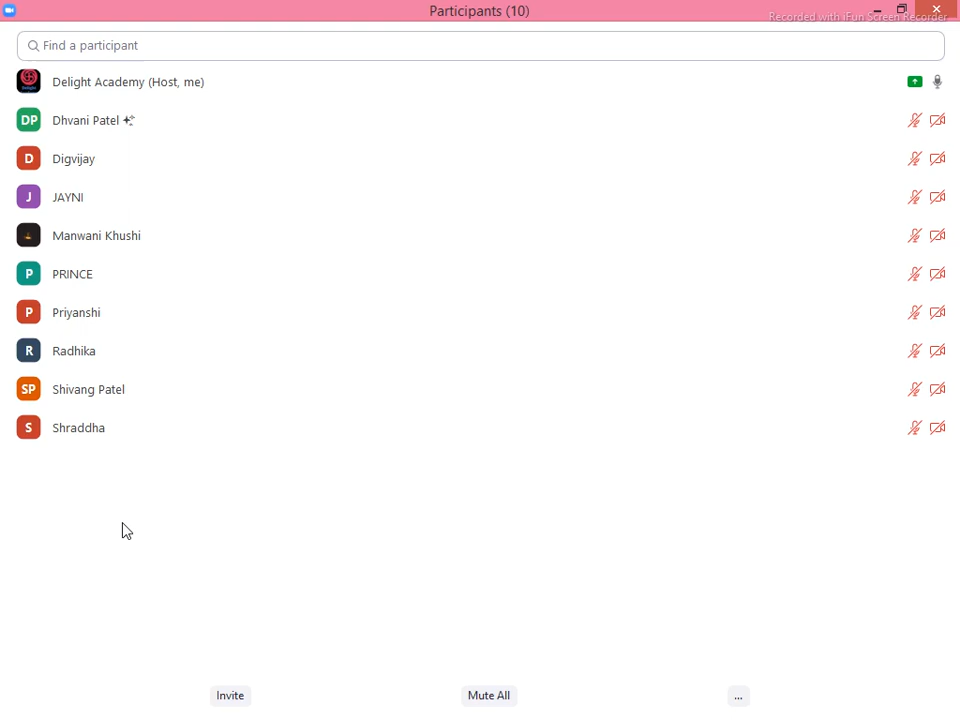 Participants (10)
Recorded with iFun Screen Recorder
Find a participant
Delight Academy (Host, me)
DP Dhvani Patel
D Digvijay
J JAYNI
Manwani Khushi
P PRINCE
P Priyanshi
R Radhika
SP Shivang Patel
S Shraddha
Invite Mute All ...